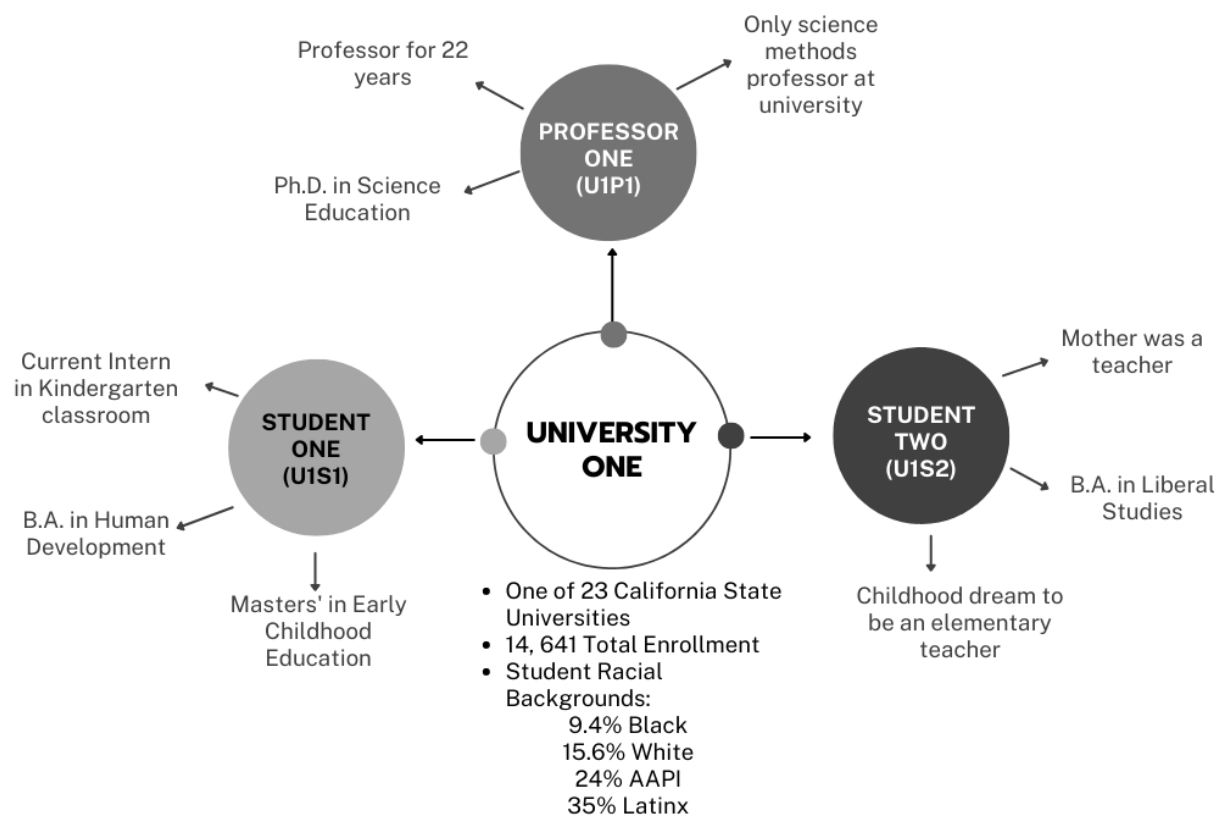 Professor for 22
years
Only science
methods
professor at
university
PROFESSOR
ONE
(U1P1)
Ph.D. in Science
Education
Current Intern
in Kindergarten
classroom
STUDENT
ONE
(U1S1)
B.A. in Human
Development
Masters' in Early
Childhood
Education
UNIVERSITY
ONE
STUDENT
TWO
(U1S2)
Mother was a
teacher
B.A. in Liberal
Studies
Childhood dream to
be an elementary
teacher
• One of 23 California State
Universities
• 14, 641 Total Enrollment
• Student Racial
Backgrounds:
9.4% Black
15.6% White
24% AAPI
35% Latinx